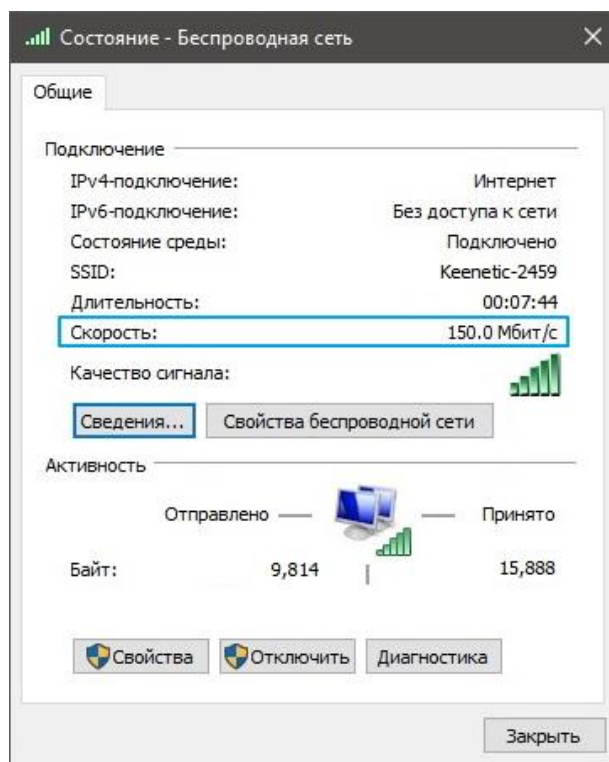 Состояние - Беспроводная сеть
Общие
Подключение
IPv4-подключение: Интернет
IPv6-подключение: Без доступа к сети
Состояние среды: Подключено
SSID: Keenetic-2459
Длительность: 00:07:44
Скорость: 150.0 Мбит/с
Качество сигнала:
Сведения... Свойства беспроводной сети
Активность
Отправлено — — Принято
Байт: 9,814 | 15,888
Свойства Отключить Диагностика
Закрыть